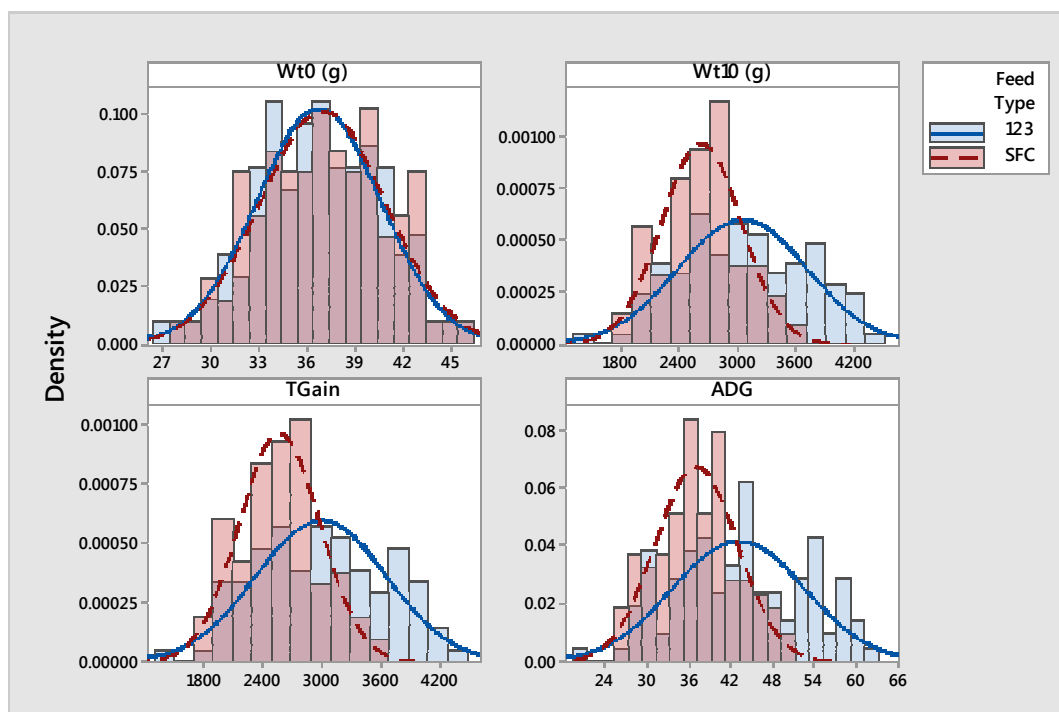 Wt0 (g)
Wt10 (g)
Feed
Type
123
SFC
0.100
0.075
0.050
0.025
0.000
27 30 33 36 39 42 45
0.00100
0.00075
0.00050
0.00025
0.00000
1800 2400 3000 3600 4200
Density
TGain
ADG
0.00100
0.00075
0.00050
0.00025
0.00000
1800 2400 3000 3600 4200
0.08
0.06
0.04
0.02
0.00
24 30 36 42 48 54 60 66